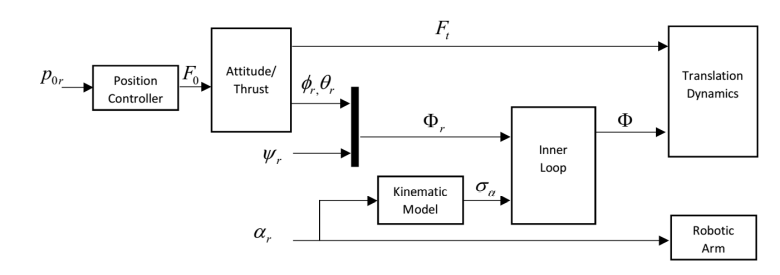 F_t
p_{0r}
Position
Controller
F_0
Attitude/
Thrust
ϕ_r, θ_r
Translation
Dynamics
Φ_r
Φ
ψ_r
Inner
Loop
Kinematic
Model
σ_{α̃}
α_r
Robotic
Arm